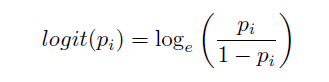 logit(p_i) = log_e ( p_i / (1 − p_i) )